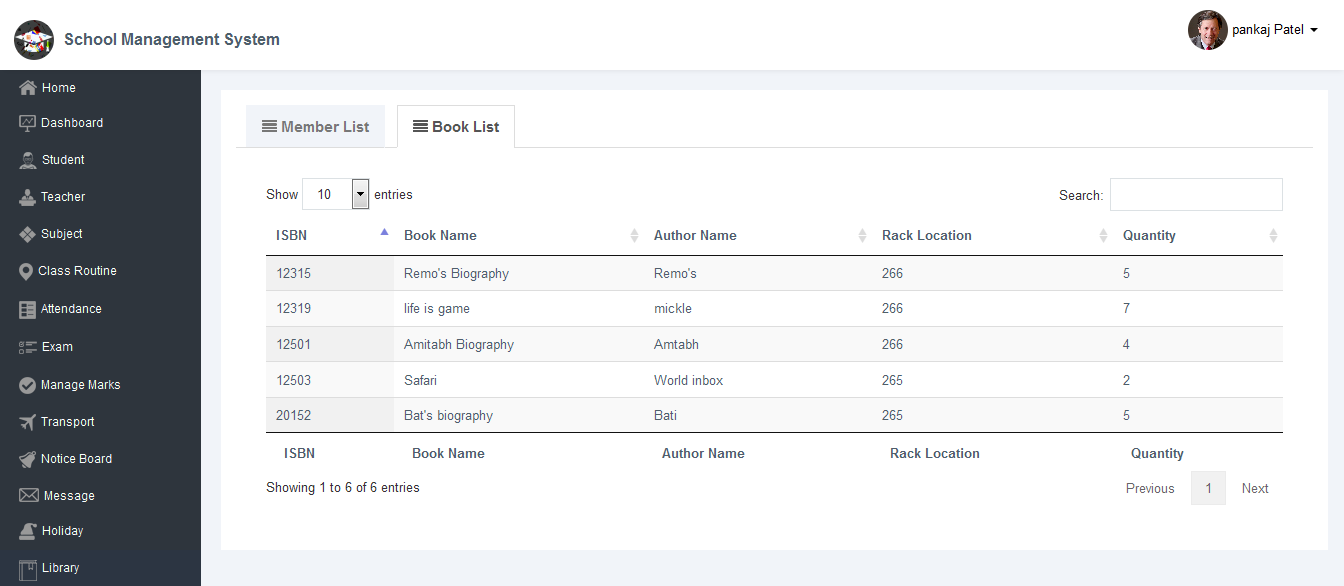 School Management System
pankaj Patel
Home
Dashboard
Student
Teacher
Subject
Class Routine
Attendance
Exam
Manage Marks
Transport
Notice Board
Message
Holiday
Library
Member List Book List
Show 10 entries Search:
ISBN Book Name Author Name Rack Location Quantity
12315 Remo's Biography Remo's 266 5
12319 life is game mickle 266 7
12501 Amitabh Biography Amtabh 266 4
12503 Safari World inbox 265 2
20152 Bat's biography Bati 265 5
ISBN Book Name Author Name Rack Location Quantity
Showing 1 to 6 of 6 entries Previous 1 Next